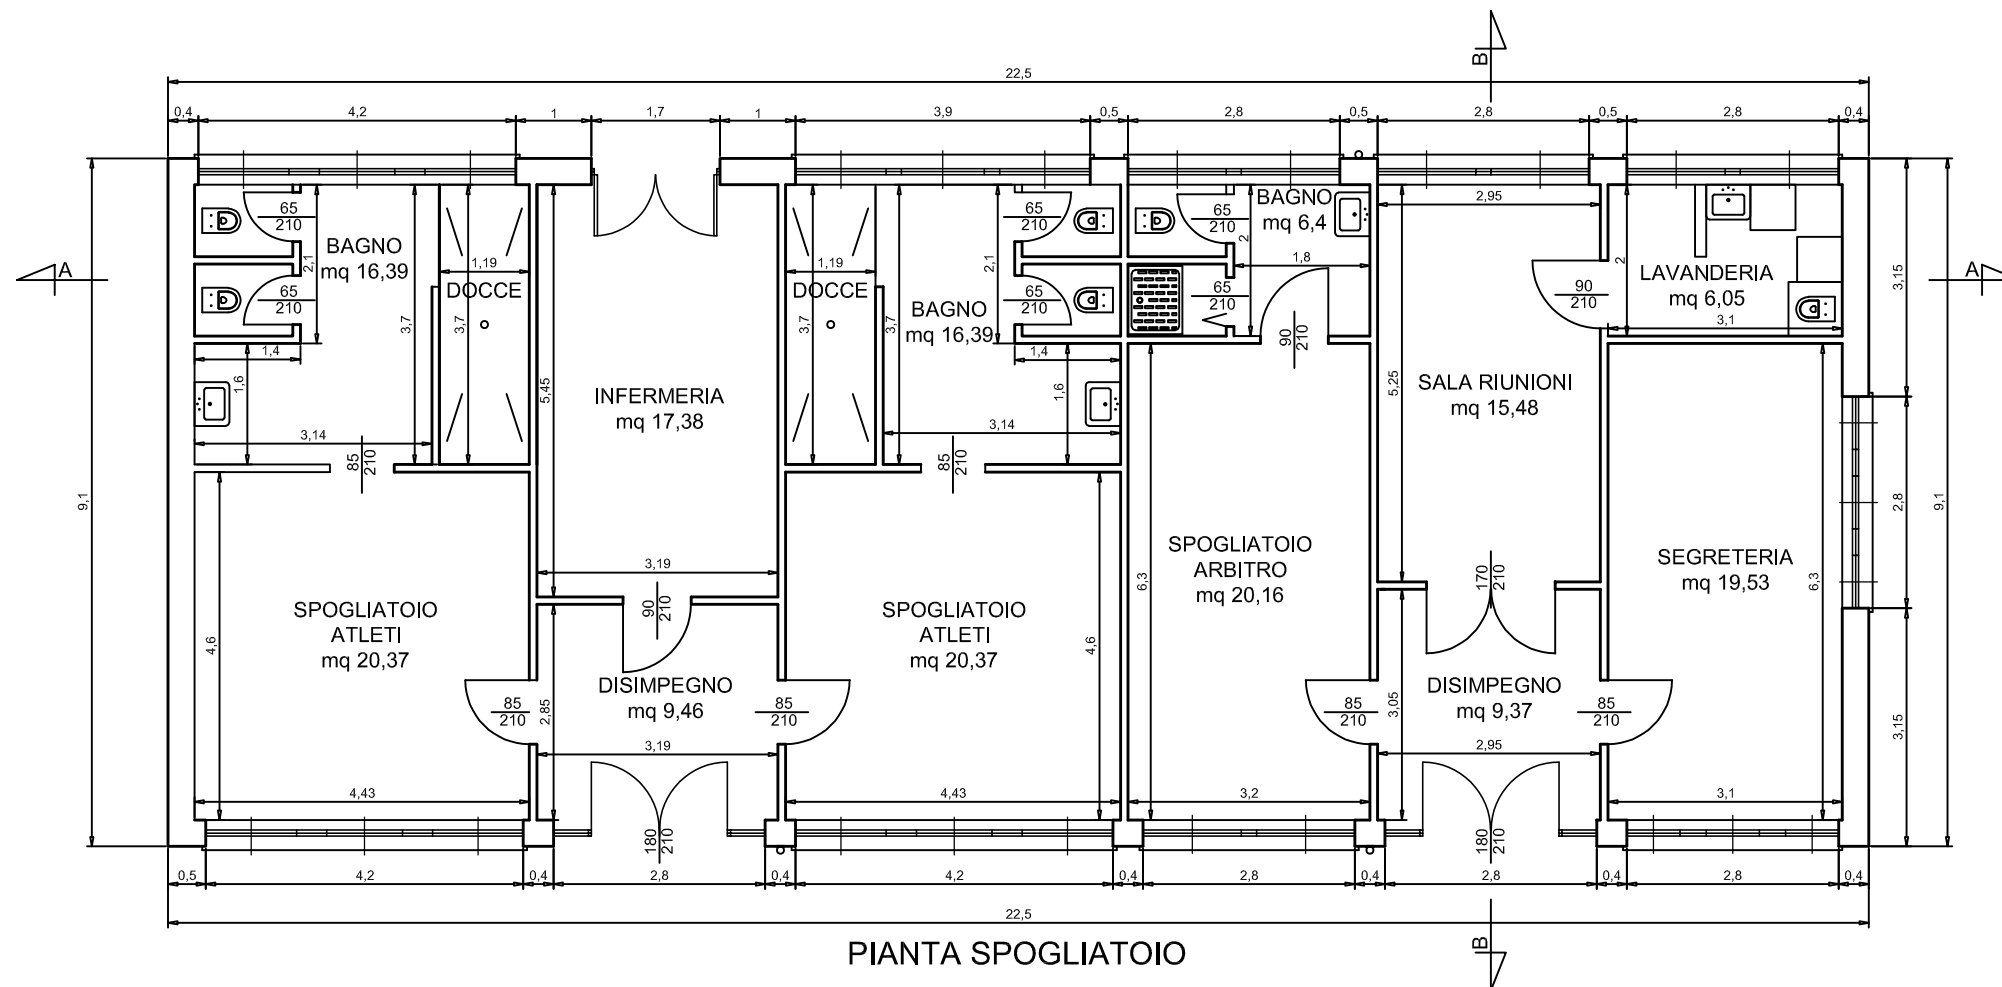 B
22,5
0,4 4,2 1 1,7 1 3,9 0,5 2,8 0,5 2,8 0,5 2,8 0,4
A
A
9,1
65
210
65
210
BAGNO
mq 16,39
2,1
3,7
1,4
1,6
3,14
85
210
1,19
DOCCE
3,7
5,45
INFERMERIA
mq 17,38
3,19
90
210
1,19
DOCCE
3,7
3,7
2,1
BAGNO
mq 16,39
65
210
65
210
1,4
1,6
3,14
85
210
65
210
65
210
BAGNO
mq 6,4
2
1,8
90
210
2,95
5,25
SALA RIUNIONI
mq 15,48
90
210
170
210
2
LAVANDERIA
mq 6,05
3,1
3,15
2,8
3,15
9,1
SPOGLIATOIO
ATLETI
mq 20,37
4,6
4,43
85
210
DISIMPEGNO
mq 9,46
2,85
3,19
180
210
85
210
SPOGLIATOIO
ATLETI
mq 20,37
4,6
4,43
SPOGLIATOIO
ARBITRO
mq 20,16
6,3
3,2
85
210
DISIMPEGNO
mq 9,37
3,05
2,95
180
210
85
210
SEGRETERIA
mq 19,53
6,3
3,1
0,5 4,2 0,4 2,8 0,4 4,2 0,4 2,8 0,4 2,8 0,4 2,8 0,4
22,5
B
PIANTA SPOGLIATOIO